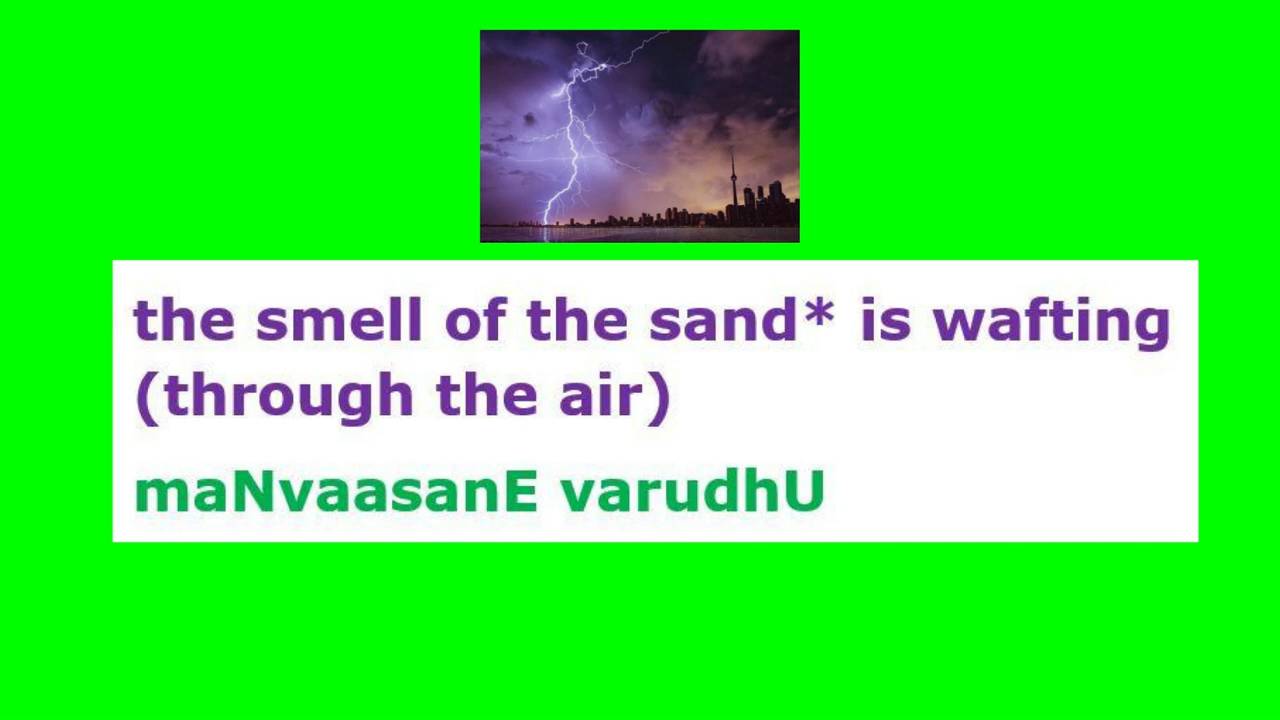 the smell of the sand* is wafting
(through the air)
maNvaasanE varudhU